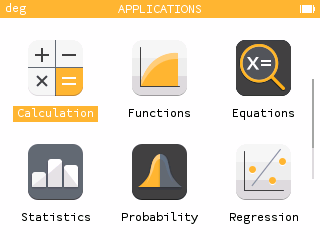 deg APPLICATIONS
X=
Calculation Functions Equations
Statistics Probability Regression